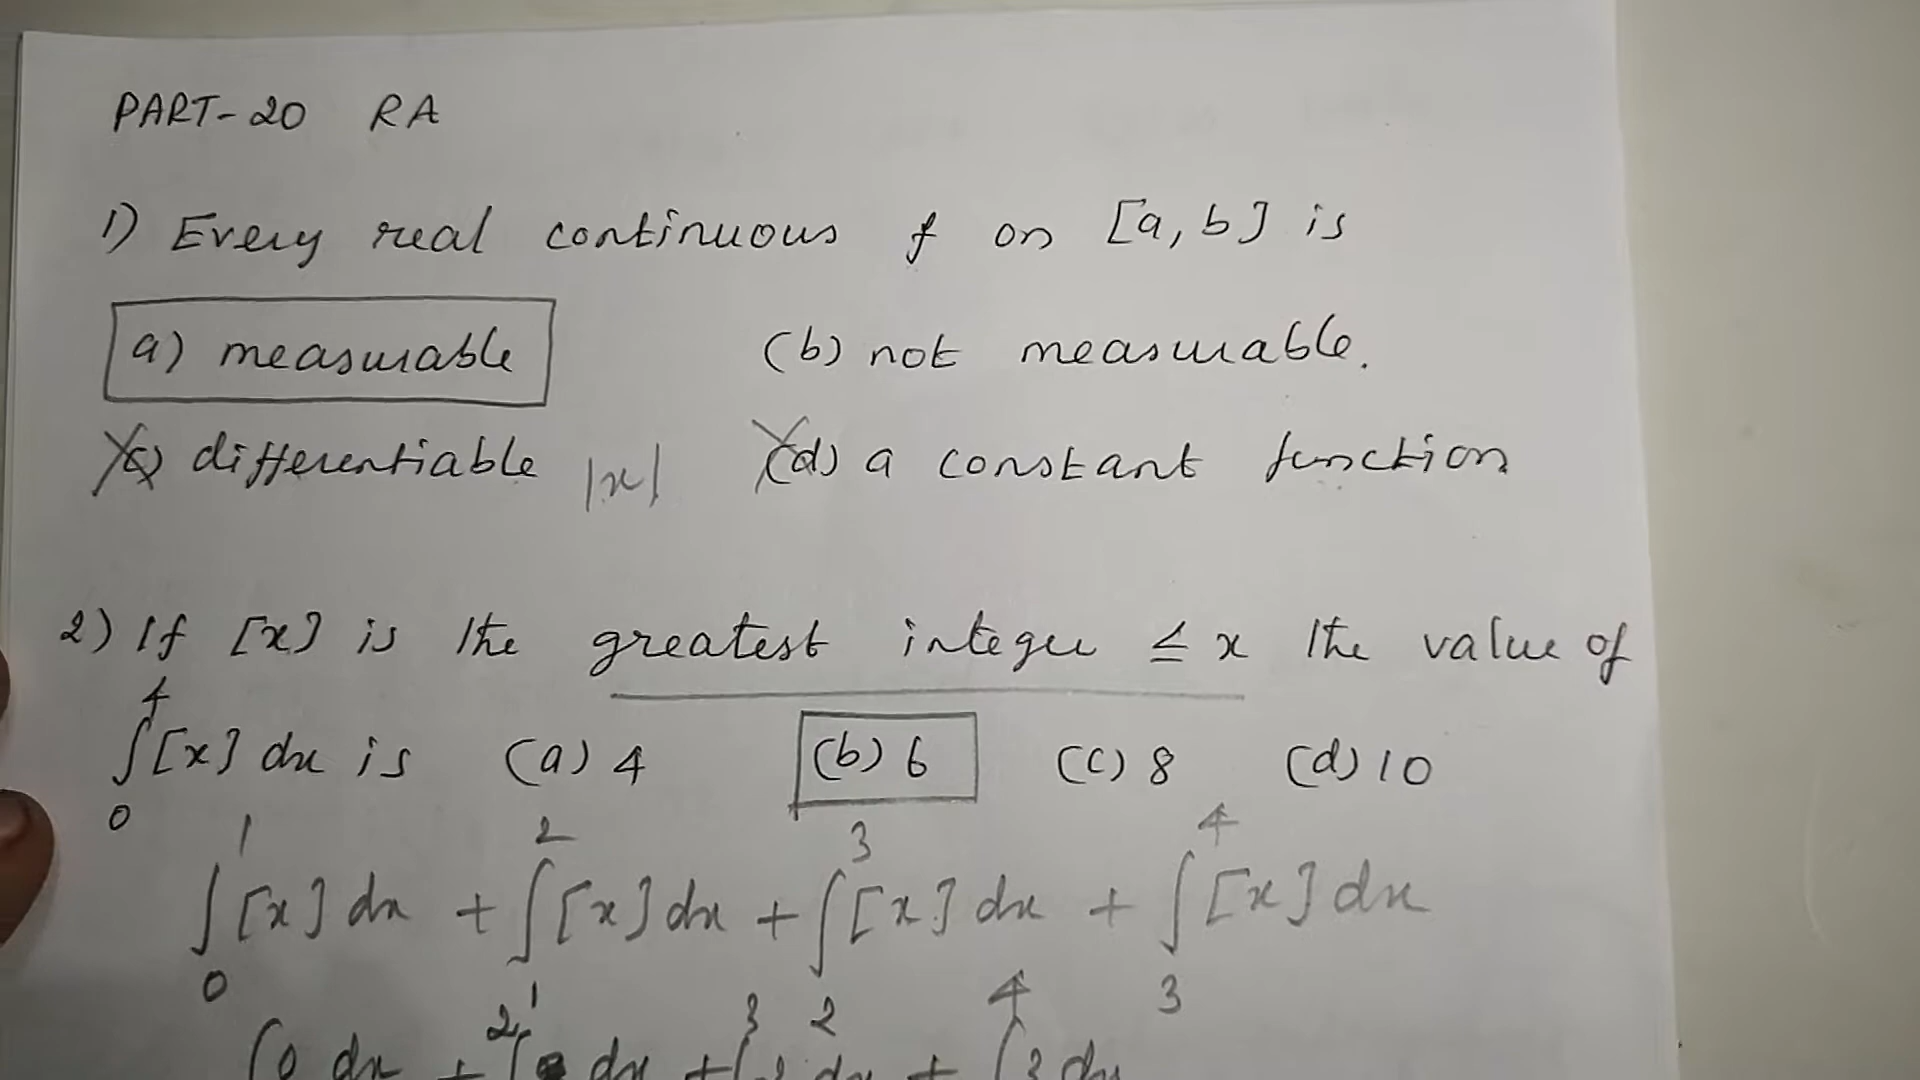 PART-20 RA
1) Every real continuous f on [a, b] is
a) measurable (b) not measurable.
(c) differentiable |x| (d) a constant function
2) If [x] is the greatest integer ≤ x the value of
∫₀⁴ [x] dx is (a) 4 (b) 6 (c) 8 (d) 10
∫₀¹ [x] dx + ∫₁² [x] dx + ∫₂³ [x] dx + ∫₃⁴ [x] dx